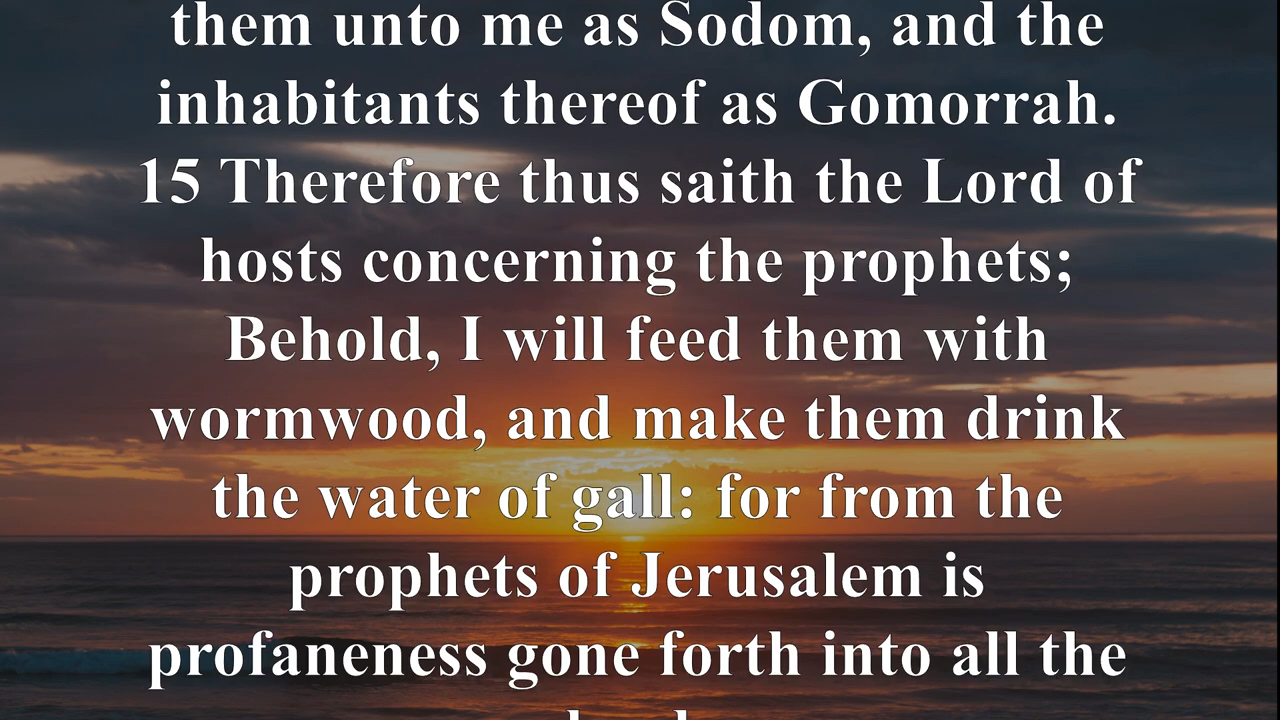 them unto me as Sodom, and the
inhabitants thereof as Gomorrah.
15 Therefore thus saith the Lord of
hosts concerning the prophets;
Behold, I will feed them with
wormwood, and make them drink
the water of gall: for from the
prophets of Jerusalem is
profaneness gone forth into all the